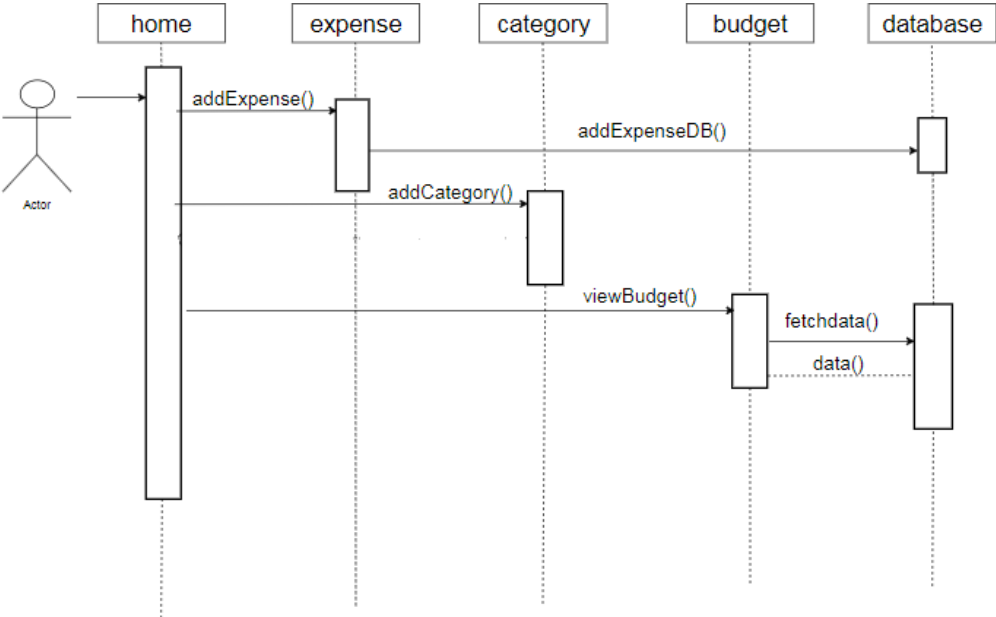 home
expense
category
budget
database
addExpense()
addExpenseDB()
Actor
addCategory()
viewBudget()
fetchdata()
data()